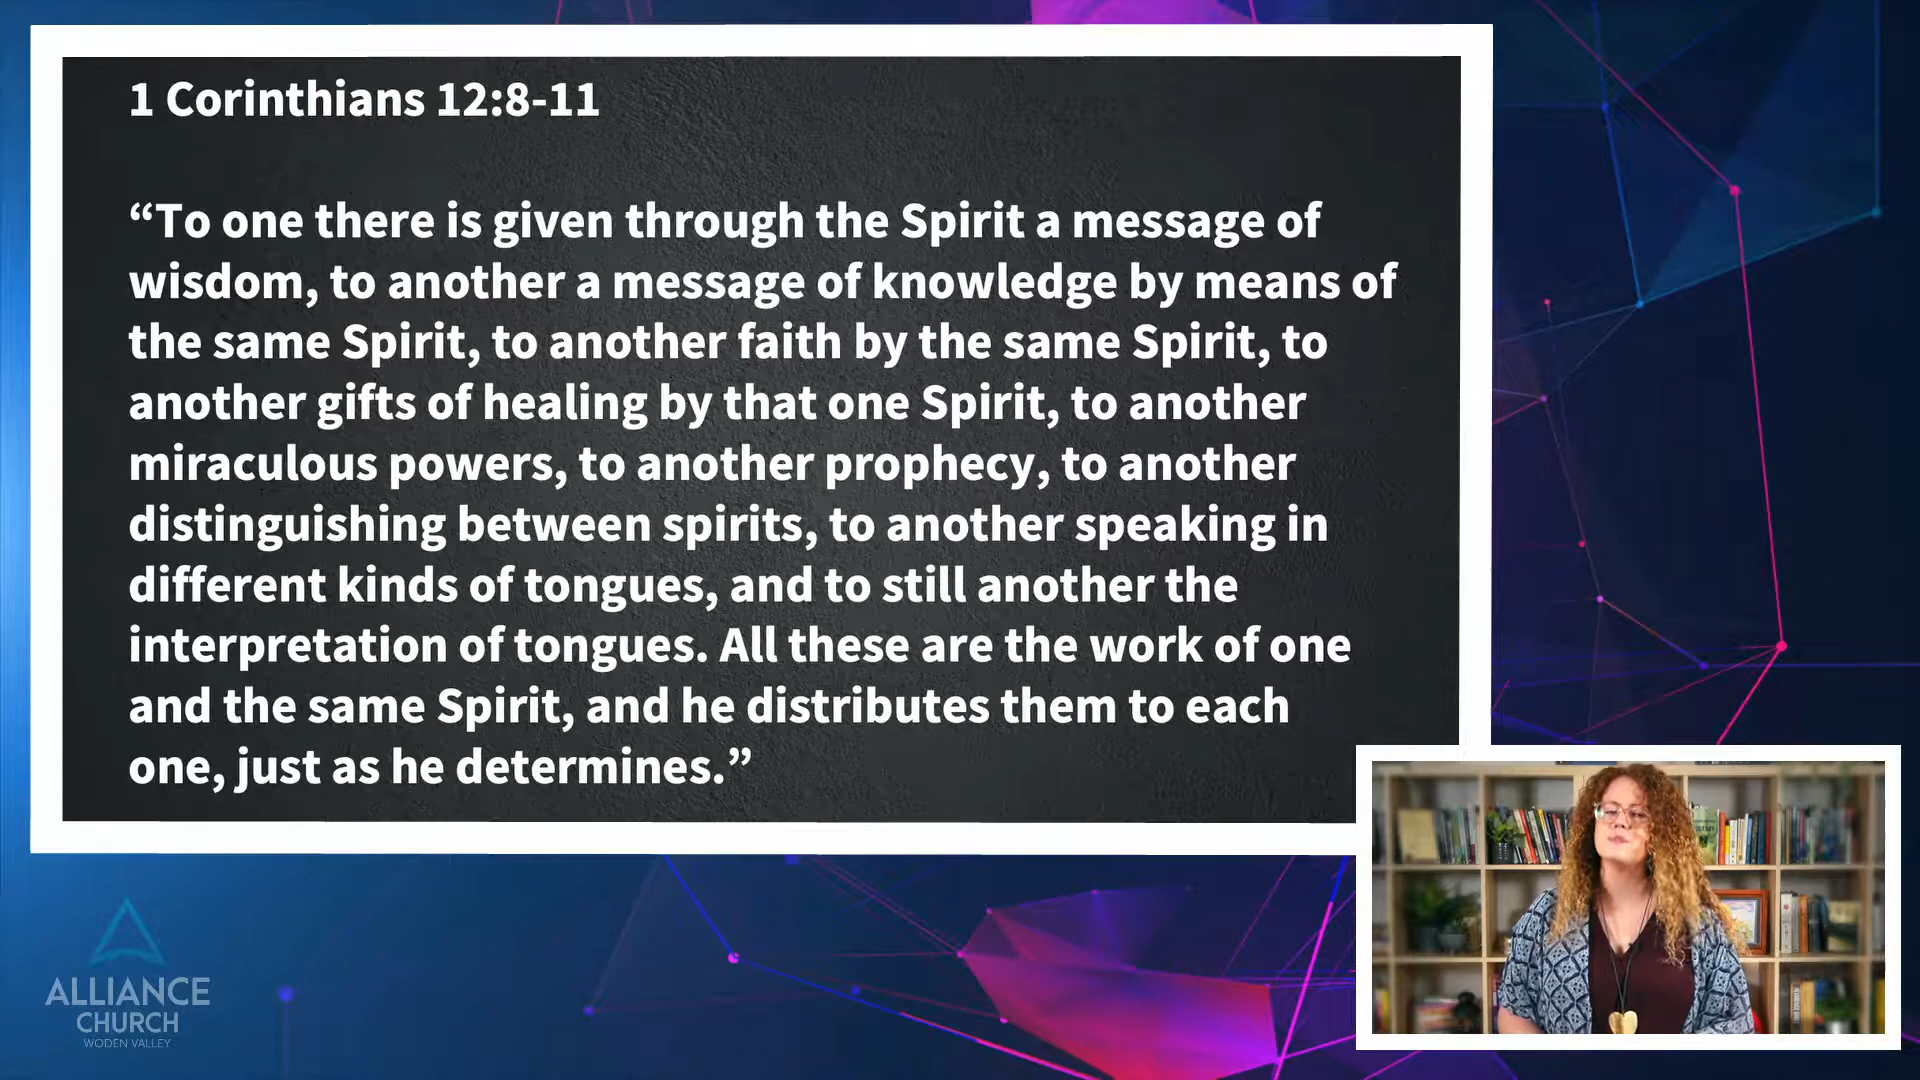 1 Corinthians 12:8-11
“To one there is given through the Spirit a message of
wisdom, to another a message of knowledge by means of
the same Spirit, to another faith by the same Spirit, to
another gifts of healing by that one Spirit, to another
miraculous powers, to another prophecy, to another
distinguishing between spirits, to another speaking in
different kinds of tongues, and to still another the
interpretation of tongues. All these are the work of one
and the same Spirit, and he distributes them to each
one, just as he determines.”
ALLIANCE
CHURCH
WODEN VALLEY